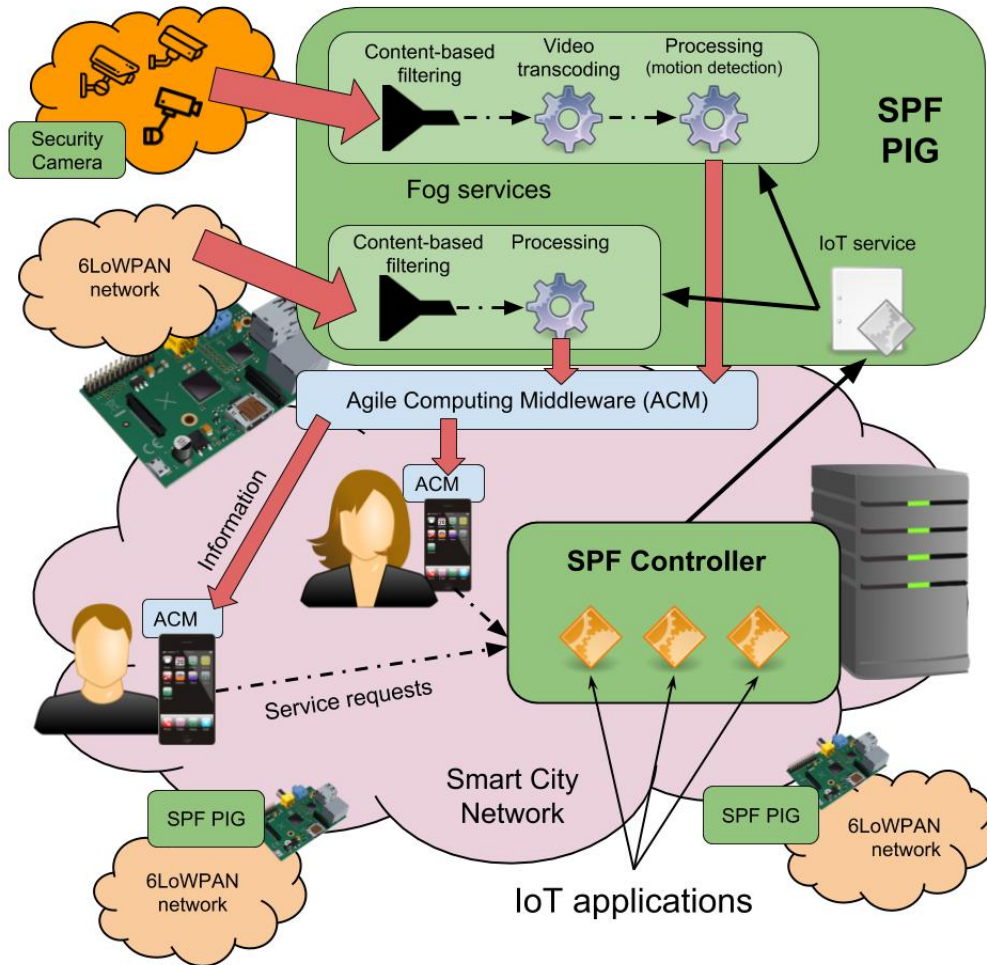 Content-based
filtering
Video
transcoding
Processing
(motion detection)
SPF
PIG
Security
Camera
Fog services
6LoWPAN
network
Content-based
filtering
Processing
IoT service
Agile Computing Middleware (ACM)
Information
ACM
ACM
SPF Controller
Service requests
Smart City
Network
SPF PIG
6LoWPAN
network
SPF PIG
6LoWPAN
network
IoT applications